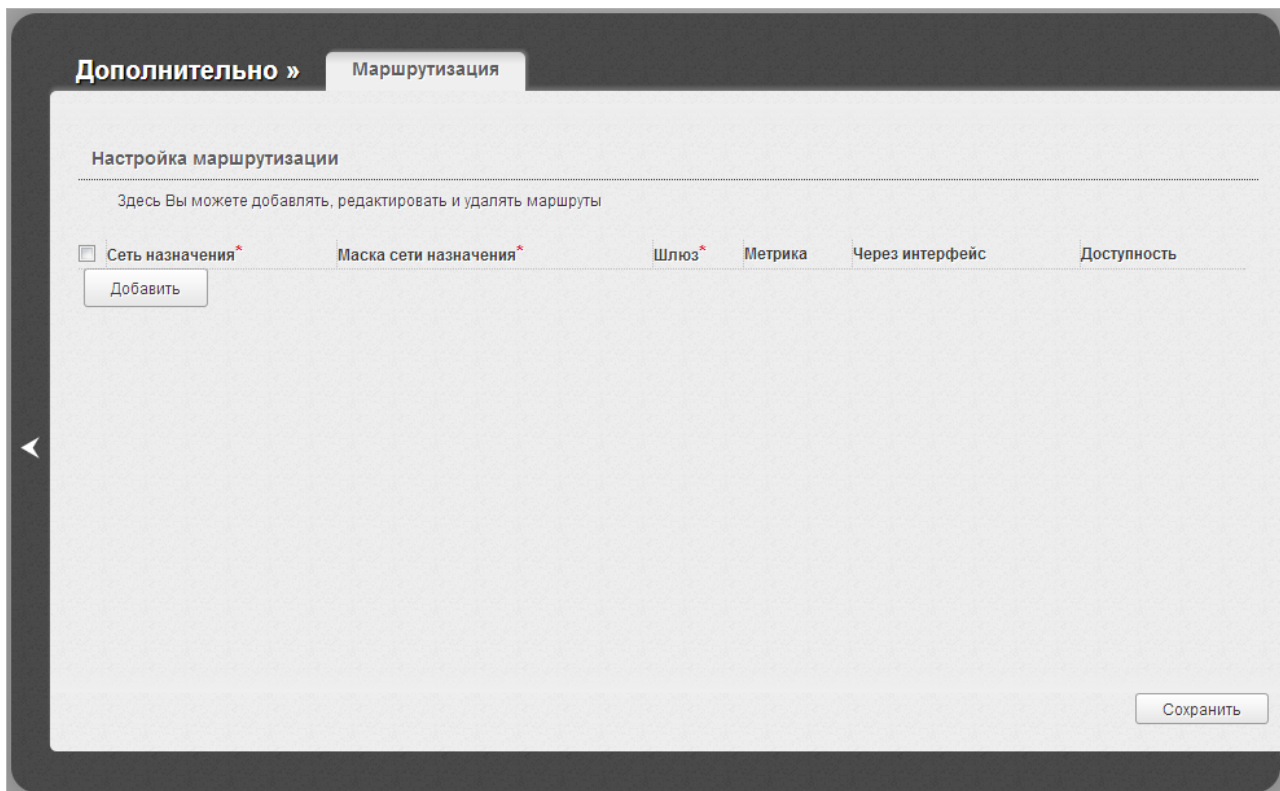 Дополнительно » Маршрутизация
Настройка маршрутизации
Здесь Вы можете добавлять, редактировать и удалять маршруты
Сеть назначения* Маска сети назначения* Шлюз* Метрика Через интерфейс Доступность
Добавить
Сохранить